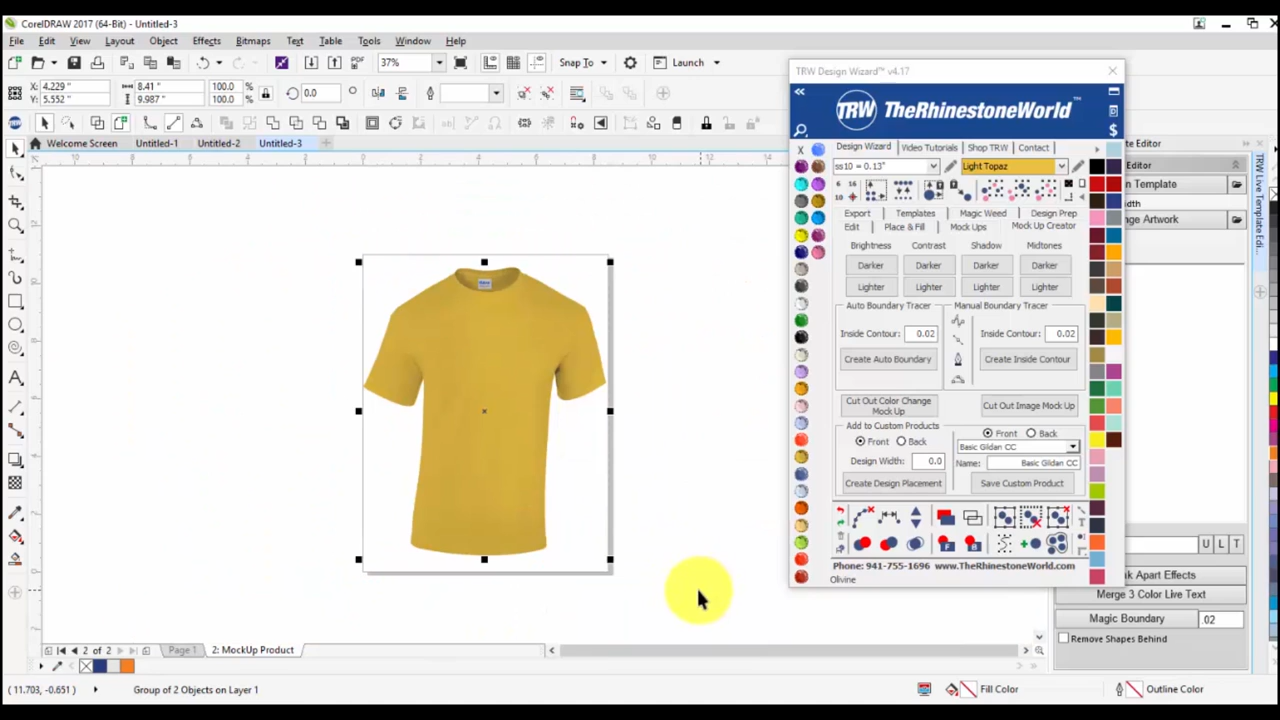 CorelDRAW 2017 (64-Bit) - Untitled-3
File Edit View Layout Object Effects Bitmaps Text Table Tools Window Help
37% Snap To Launch
X: 4.229 "
Y: 5.552 "
8.41 "
9.987 "
100.0 %
100.0 %
0.0
Welcome Screen Untitled-1 Untitled-2 Untitled-3
TRW Design Wizard™ v4.17
TRW TheRhinestoneWorld™
Design Wizard Video Tutorials Shop TRW Contact
ss10 = 0.13" Light Topaz
Export Templates Magic Weed Design Prep
Edit Place & Fill Mock Ups Mock Up Creator
Brightness Contrast Shadow Midtones
Darker Darker Darker Darker
Lighter Lighter Lighter Lighter
Auto Boundary Tracer Manual Boundary Tracer
Inside Contour: 0.02 Inside Contour: 0.02
Create Auto Boundary Create Inside Contour
Cut Out Color Change
Mock Up
Cut Out Image Mock Up
Add to Custom Products
Front Back
Front Back
Basic Gildan CC
Design Width: 0.0
Name: Basic Gildan CC
Create Design Placement Save Custom Product
Phone: 941-755-1696 www.TheRhinestoneWorld.com
Olivine
Editor
Editor
n Template
dth
nge Artwork
TRW Live Template Edi...
U L T
k Apart Effects
Merge 3 Color Live Text
Magic Boundary .02
Remove Shapes Behind
2 of 2 Page 1 2: MockUp Product
( 11.703, -0.651 ) Group of 2 Objects on Layer 1 Fill Color Outline Color